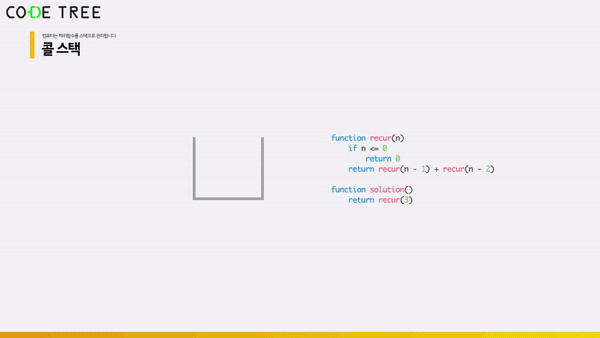 CODE TREE
컴퓨터는 재귀함수를 스택으로 관리합니다
콜 스택
function recur(n)
    if n <= 0
        return 0
    return recur(n - 1) + recur(n - 2)
function solution()
    return recur(3)